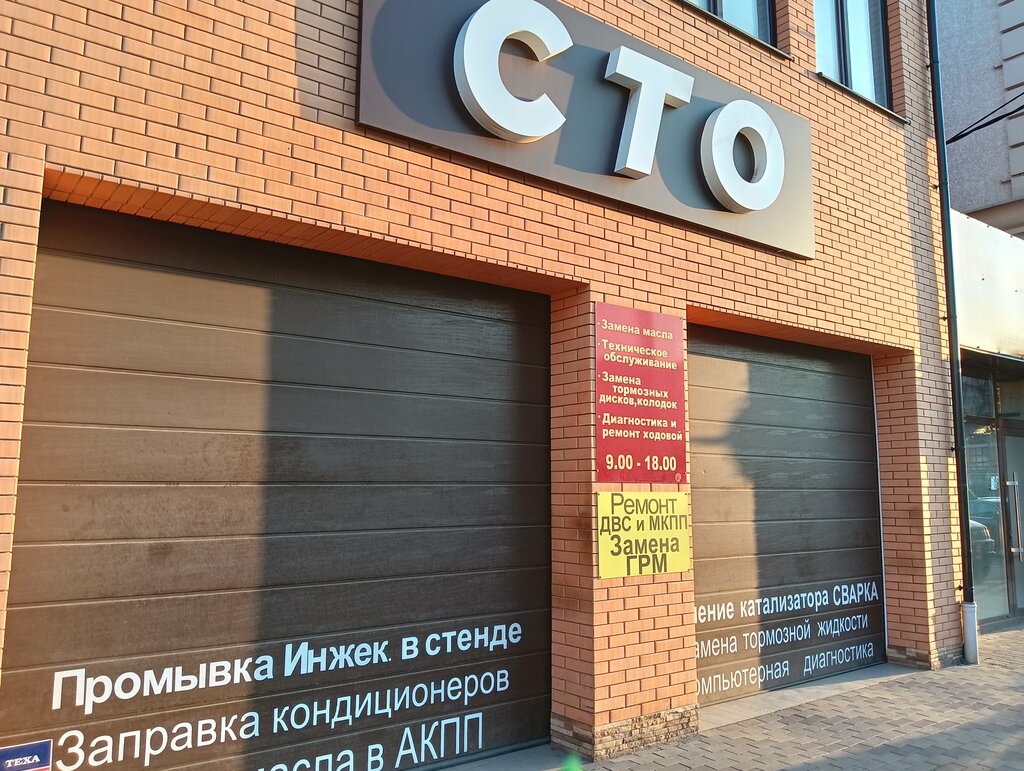 СТО
· Замена масла
· Техническое
обслуживание
· Замена
тормозных
дисков,колодок
· Диагностика и
ремонт ходовой
9.00 - 18.00
Ремонт
ДВС и МКПП
Замена
ГРМ
Промывка Инжек. в стенде
Заправка кондиционеров
в АКПП
TEXA
катализатора СВАРКА
тормозной жидкости
диагностика